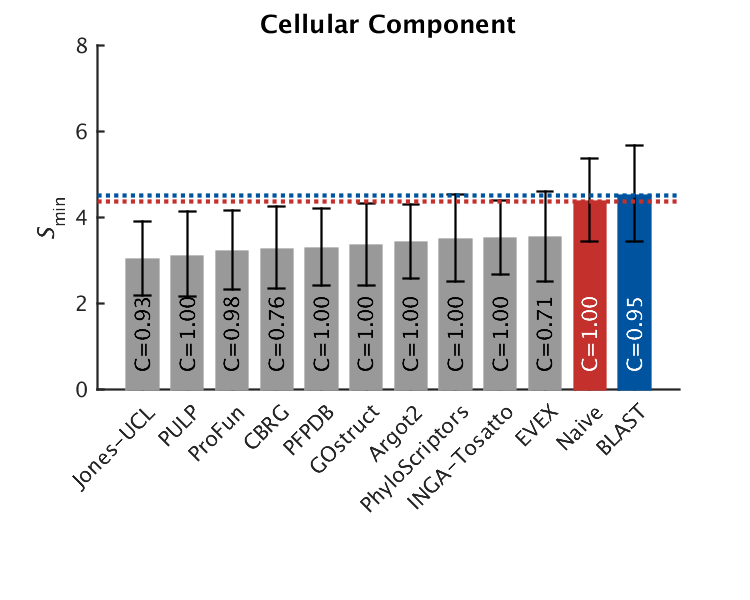 Cellular Component
8
6
4
2
0
Smin
C=0.93
C=1.00
C=0.98
C=0.76
C=1.00
C=1.00
C=1.00
C=1.00
C=1.00
C=0.71
C=1.00
C=0.95
Jones-UCL
PULP
ProFun
CBRG
PFPDB
GOstruct
Argot2
PhyloScriptors
INGA-Tosatto
EVEX
Naive
BLAST